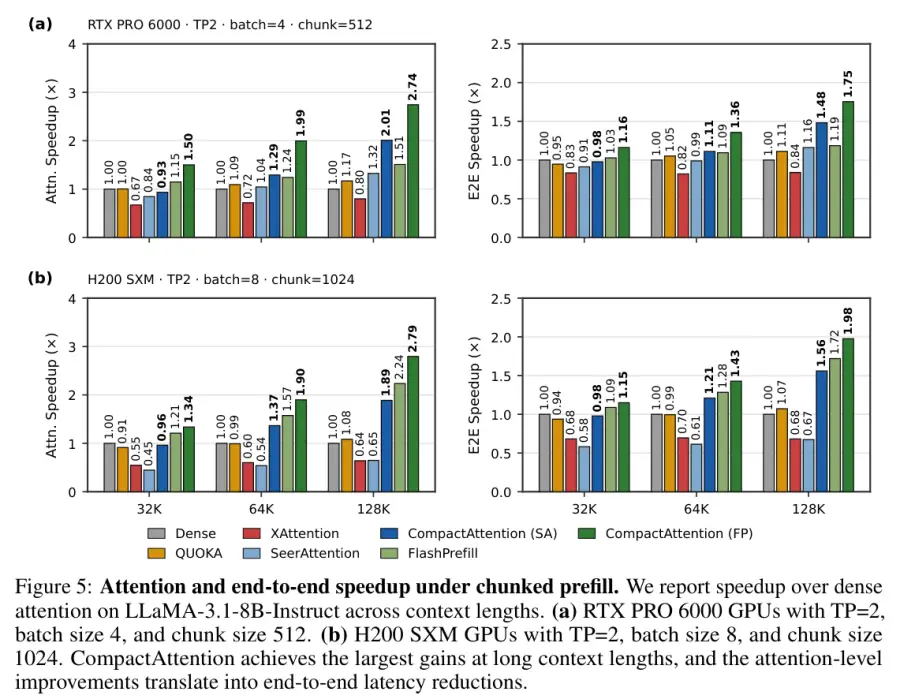 (a) RTX PRO 6000 · TP2 · batch=4 · chunk=512
Attn. Speedup (×)
4
3
2
1
0
1.00 1.00 0.67 0.84 0.93 1.15 1.50
1.00 1.09 0.72 1.04 1.29 1.24 1.99
1.00 1.17 0.80 1.32 2.01 1.51 2.74
E2E Speedup (×)
2.5
2.0
1.5
1.0
0.5
0.0
1.00 0.95 0.83 0.91 0.98 1.03 1.16
1.00 1.05 0.82 0.99 1.11 1.09 1.36
1.00 1.11 0.84 1.16 1.48 1.19 1.75
(b) H200 SXM · TP2 · batch=8 · chunk=1024
Attn. Speedup (×)
4
3
2
1
0
1.00 0.91 0.55 0.45 0.96 1.21 1.34
1.00 0.99 0.60 0.54 1.37 1.57 1.90
1.00 1.08 0.64 0.65 1.89 2.24 2.79
32K 64K 128K
E2E Speedup (×)
2.5
2.0
1.5
1.0
0.5
0.0
1.00 0.94 0.68 0.58 0.98 1.09 1.15
1.00 0.99 0.70 0.61 1.21 1.28 1.43
1.00 1.07 0.68 0.67 1.56 1.72 1.98
32K 64K 128K
Dense XAttention CompactAttention (SA) CompactAttention (FP)
QUOKA SeerAttention FlashPrefill
Figure 5: Attention and end-to-end speedup under chunked prefill. We report speedup over dense
attention on LLaMA-3.1-8B-Instruct across context lengths. (a) RTX PRO 6000 GPUs with TP=2,
batch size 4, and chunk size 512. (b) H200 SXM GPUs with TP=2, batch size 8, and chunk size
1024. CompactAttention achieves the largest gains at long context lengths, and the attention-level
improvements translate into end-to-end latency reductions.